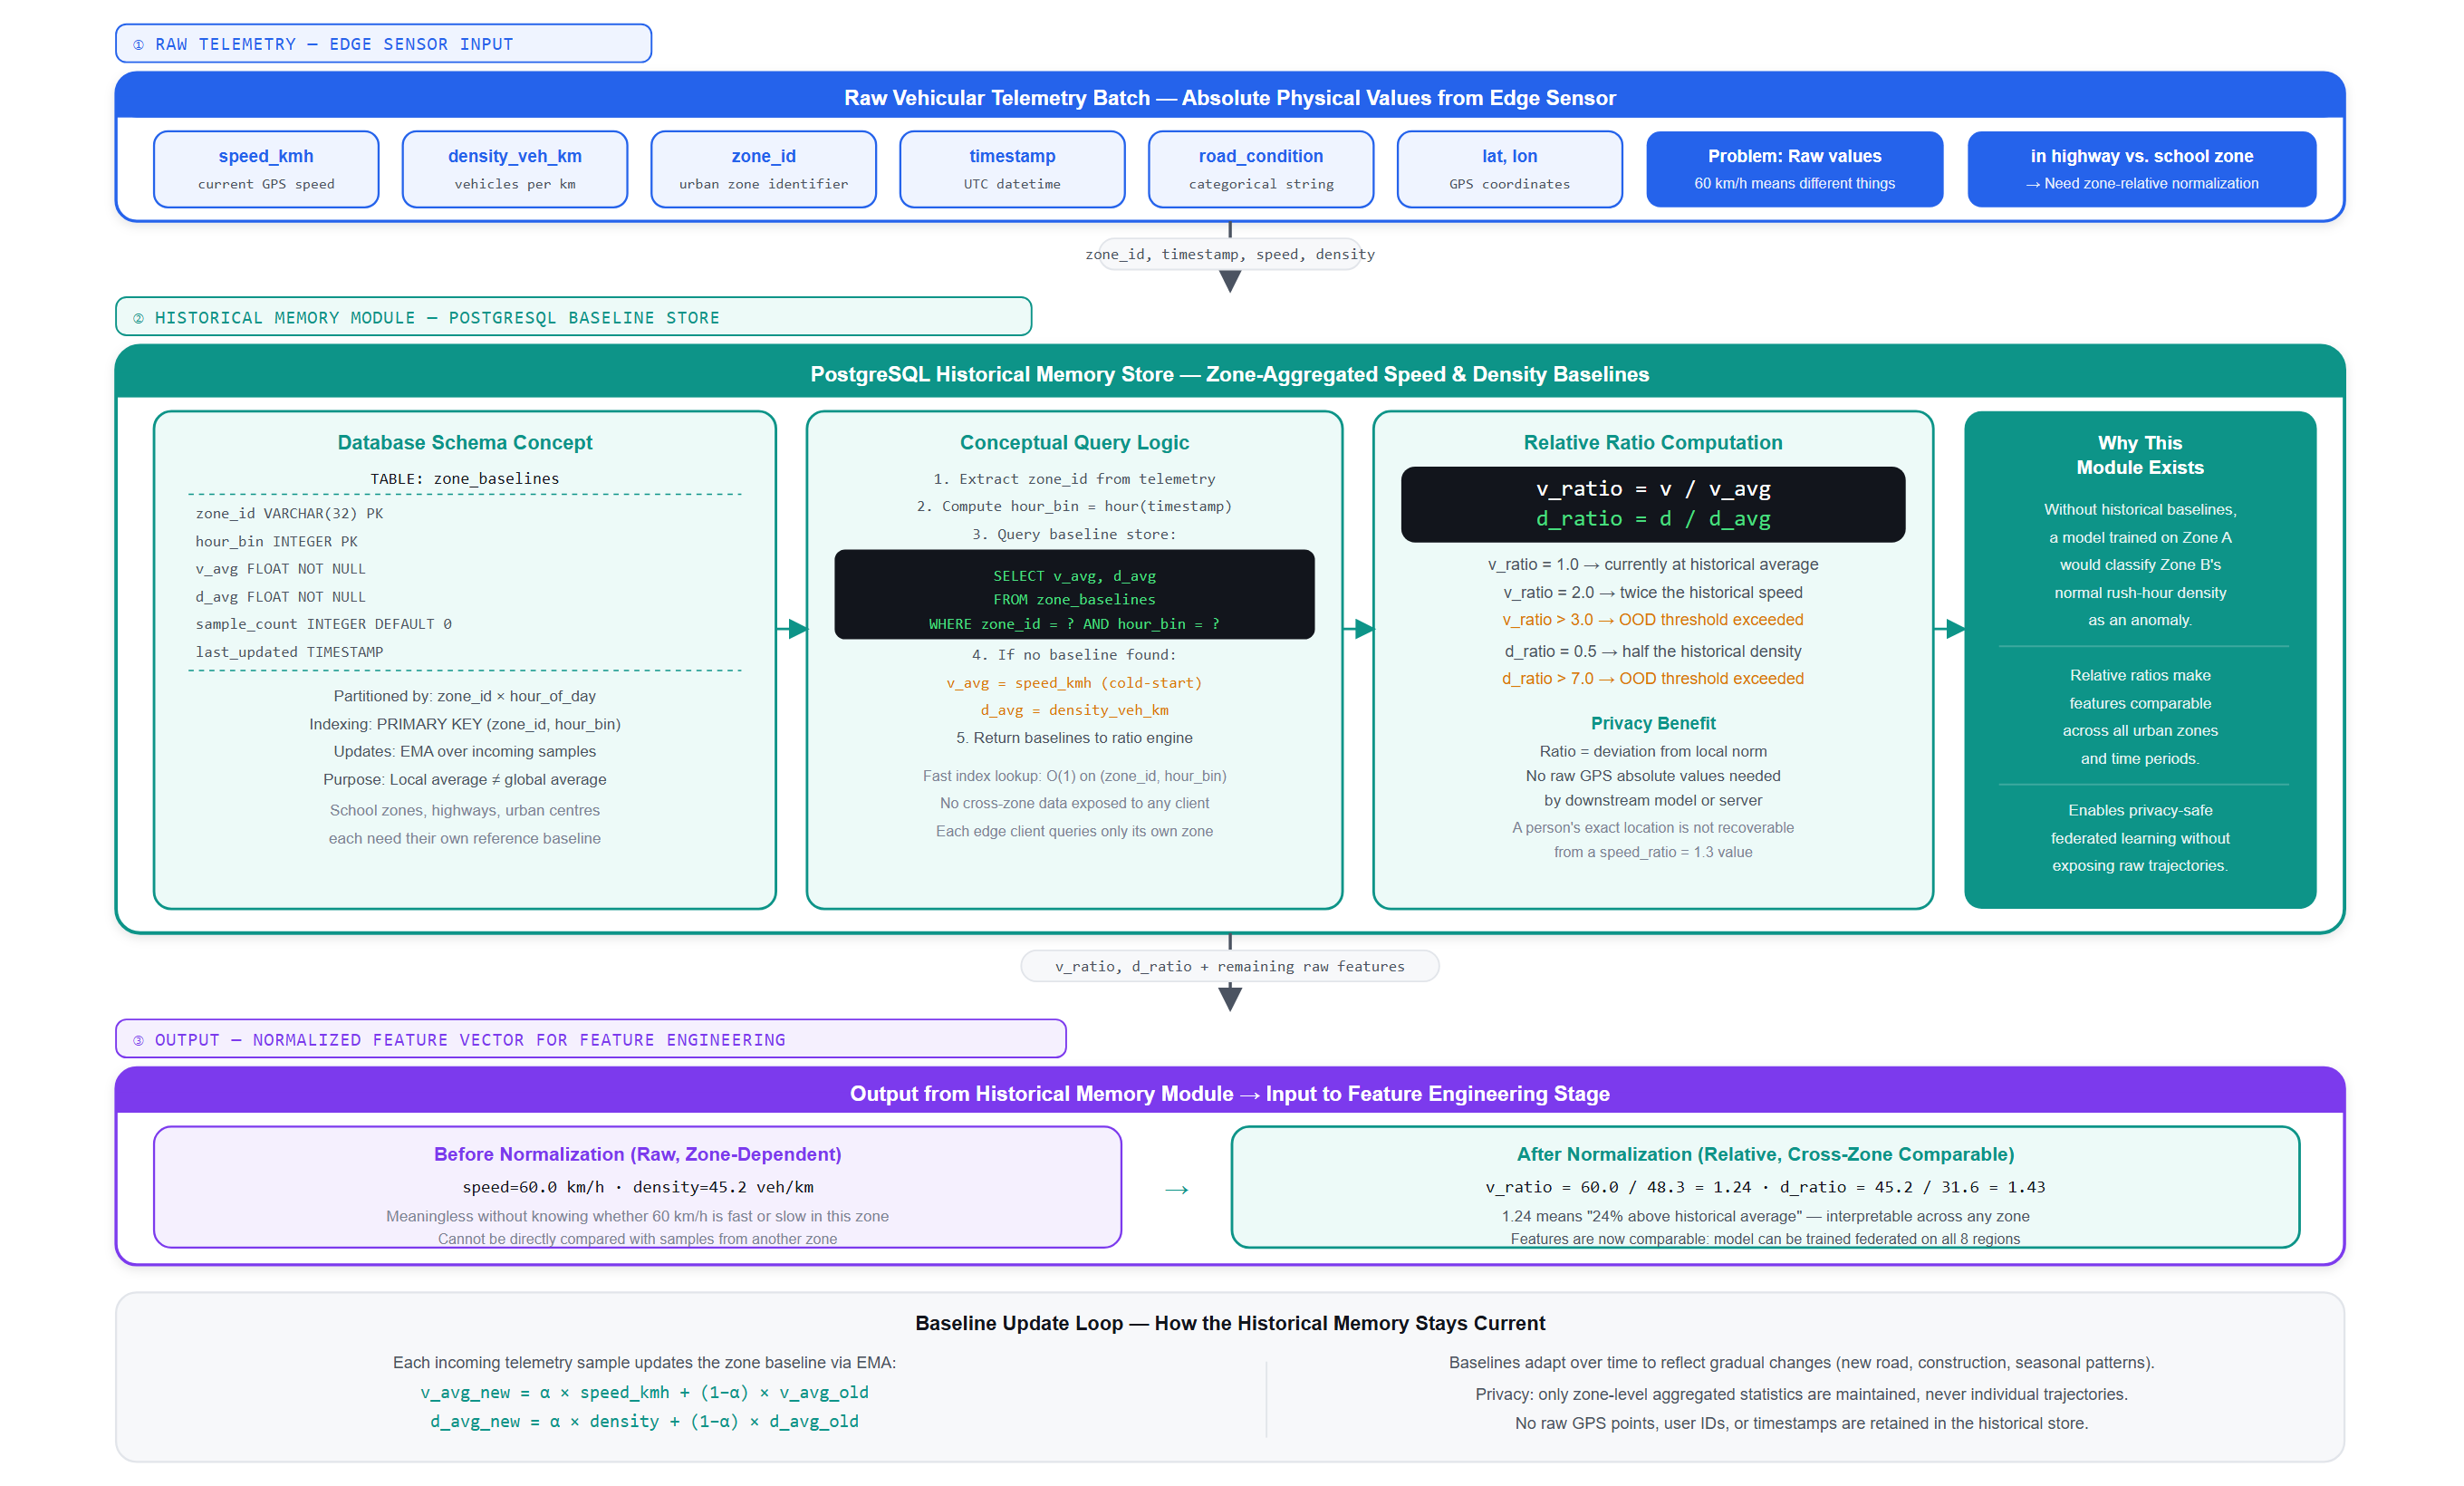 ① RAW TELEMETRY — EDGE SENSOR INPUT
Raw Vehicular Telemetry Batch — Absolute Physical Values from Edge Sensor
speed_kmh
current GPS speed
density_veh_km
vehicles per km
zone_id
urban zone identifier
timestamp
UTC datetime
road_condition
categorical string
lat, lon
GPS coordinates
Problem: Raw values
60 km/h means different things
in highway vs. school zone
→ Need zone-relative normalization
zone_id, timestamp, speed, density
② HISTORICAL MEMORY MODULE — POSTGRESQL BASELINE STORE
PostgreSQL Historical Memory Store — Zone-Aggregated Speed & Density Baselines
Database Schema Concept
TABLE: zone_baselines
zone_id VARCHAR(32) PK
hour_bin INTEGER PK
v_avg FLOAT NOT NULL
d_avg FLOAT NOT NULL
sample_count INTEGER DEFAULT 0
last_updated TIMESTAMP
Partitioned by: zone_id × hour_of_day
Indexing: PRIMARY KEY (zone_id, hour_bin)
Updates: EMA over incoming samples
Purpose: Local average ≠ global average
School zones, highways, urban centres
each need their own reference baseline
Conceptual Query Logic
1. Extract zone_id from telemetry
2. Compute hour_bin = hour(timestamp)
3. Query baseline store:
SELECT v_avg, d_avg
FROM zone_baselines
WHERE zone_id = ? AND hour_bin = ?
4. If no baseline found:
v_avg = speed_kmh (cold-start)
d_avg = density_veh_km
5. Return baselines to ratio engine
Fast index lookup: O(1) on (zone_id, hour_bin)
No cross-zone data exposed to any client
Each edge client queries only its own zone
Relative Ratio Computation
v_ratio = v / v_avg
d_ratio = d / d_avg
v_ratio = 1.0 → currently at historical average
v_ratio = 2.0 → twice the historical speed
v_ratio > 3.0 → OOD threshold exceeded
d_ratio = 0.5 → half the historical density
d_ratio > 7.0 → OOD threshold exceeded
Privacy Benefit
Ratio = deviation from local norm
No raw GPS absolute values needed
by downstream model or server
A person's exact location is not recoverable
from a speed_ratio = 1.3 value
Why This
Module Exists
Without historical baselines,
a model trained on Zone A
would classify Zone B's
normal rush-hour density
as an anomaly.
Relative ratios make
features comparable
across all urban zones
and time periods.
Enables privacy-safe
federated learning without
exposing raw trajectories.
v_ratio, d_ratio + remaining raw features
③ OUTPUT — NORMALIZED FEATURE VECTOR FOR FEATURE ENGINEERING
Output from Historical Memory Module → Input to Feature Engineering Stage
Before Normalization (Raw, Zone-Dependent)
speed=60.0 km/h · density=45.2 veh/km
Meaningless without knowing whether 60 km/h is fast or slow in this zone
Cannot be directly compared with samples from another zone
→
After Normalization (Relative, Cross-Zone Comparable)
v_ratio = 60.0 / 48.3 = 1.24 · d_ratio = 45.2 / 31.6 = 1.43
1.24 means "24% above historical average" — interpretable across any zone
Features are now comparable: model can be trained federated on all 8 regions
Baseline Update Loop — How the Historical Memory Stays Current
Each incoming telemetry sample updates the zone baseline via EMA:
v_avg_new = α × speed_kmh + (1−α) × v_avg_old
d_avg_new = α × density + (1−α) × d_avg_old
Baselines adapt over time to reflect gradual changes (new road, construction, seasonal patterns).
Privacy: only zone-level aggregated statistics are maintained, never individual trajectories.
No raw GPS points, user IDs, or timestamps are retained in the historical store.